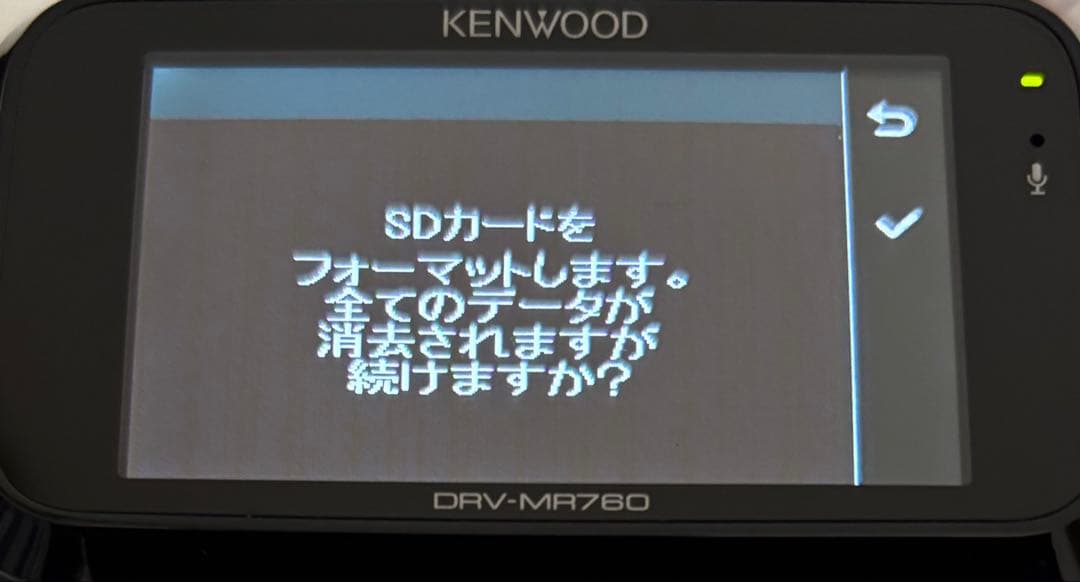 KENWOOD
SDカードを
フォーマットします。
全てのデータが
消去されますが
続けますか?
DRV-MR760